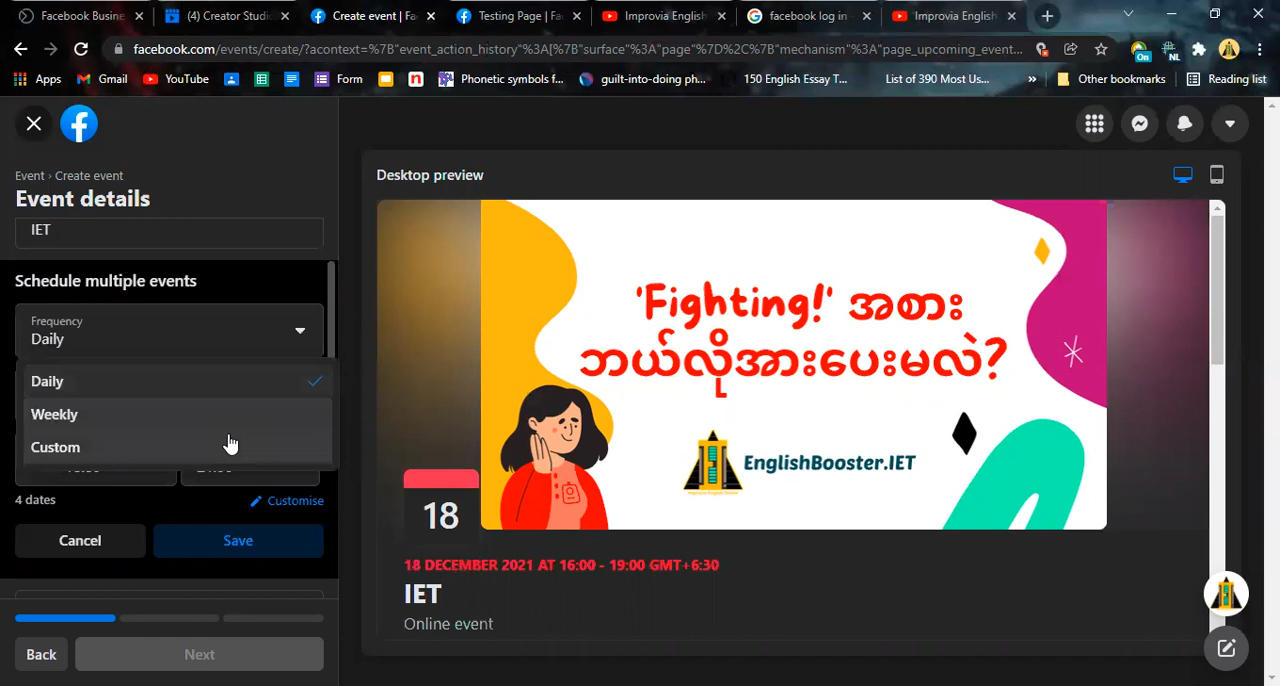 Facebook Busine
(4) Creator Studi
Create event | Fa
Testing Page | Fa
Improvia English
facebook log in -
Improvia English
facebook.com/events/create/?acontext=%7B"event_action_history"%3A[%7B"surface"%3A"page"%7D%2C%7B"mechanism"%3A"page_upcoming_even...
On
NL
Apps
Gmail
YouTube
Form
Phonetic symbols f...
guilt-into-doing ph...
150 English Essay T...
List of 390 Most Us...
Other bookmarks
Reading list
Event › Create event
Event details
IET
Schedule multiple events
Frequency
Daily
Daily
Weekly
Custom
4 dates
Customise
Cancel
Save
Back
Next
Desktop preview
'Fighting!' အစား
ဘယ်လိုအားပေးမလဲ?
EnglishBooster.IET
18
18 DECEMBER 2021 AT 16:00 - 19:00 GMT+6:30
IET
Online event